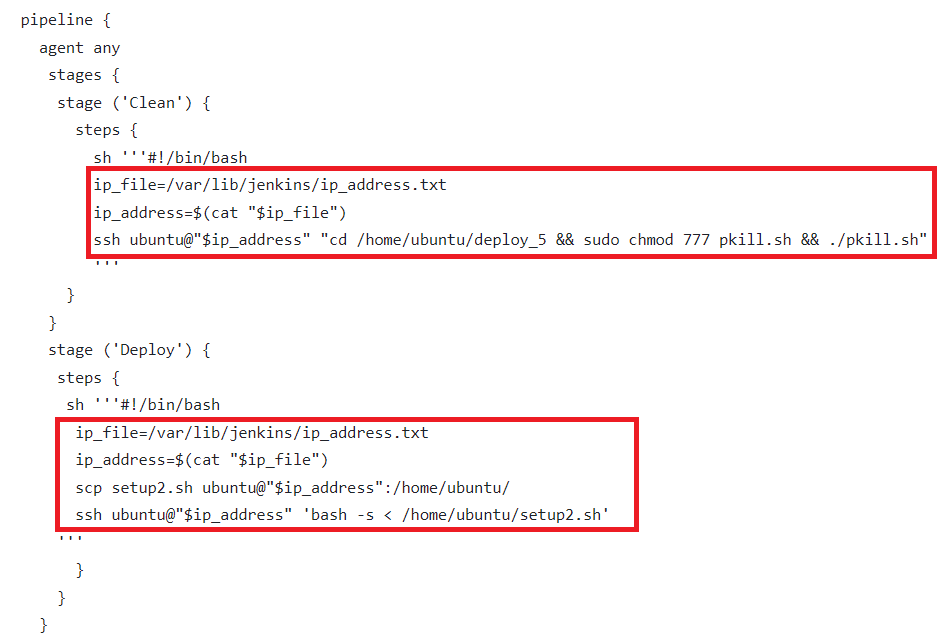 pipeline {
  agent any
   stages {
    stage ('Clean') {
      steps {
        sh '''#!/bin/bash
        ip_file=/var/lib/jenkins/ip_address.txt
        ip_address=$(cat "$ip_file")
        ssh ubuntu@"$ip_address" "cd /home/ubuntu/deploy_5 && sudo chmod 777 pkill.sh && ./pkill.sh"
        '''
     }
   }
   stage ('Deploy') {
    steps {
     sh '''#!/bin/bash
      ip_file=/var/lib/jenkins/ip_address.txt
      ip_address=$(cat "$ip_file")
      scp setup2.sh ubuntu@"$ip_address":/home/ubuntu/
      ssh ubuntu@"$ip_address" 'bash -s < /home/ubuntu/setup2.sh'
    '''
      }
    }
  }